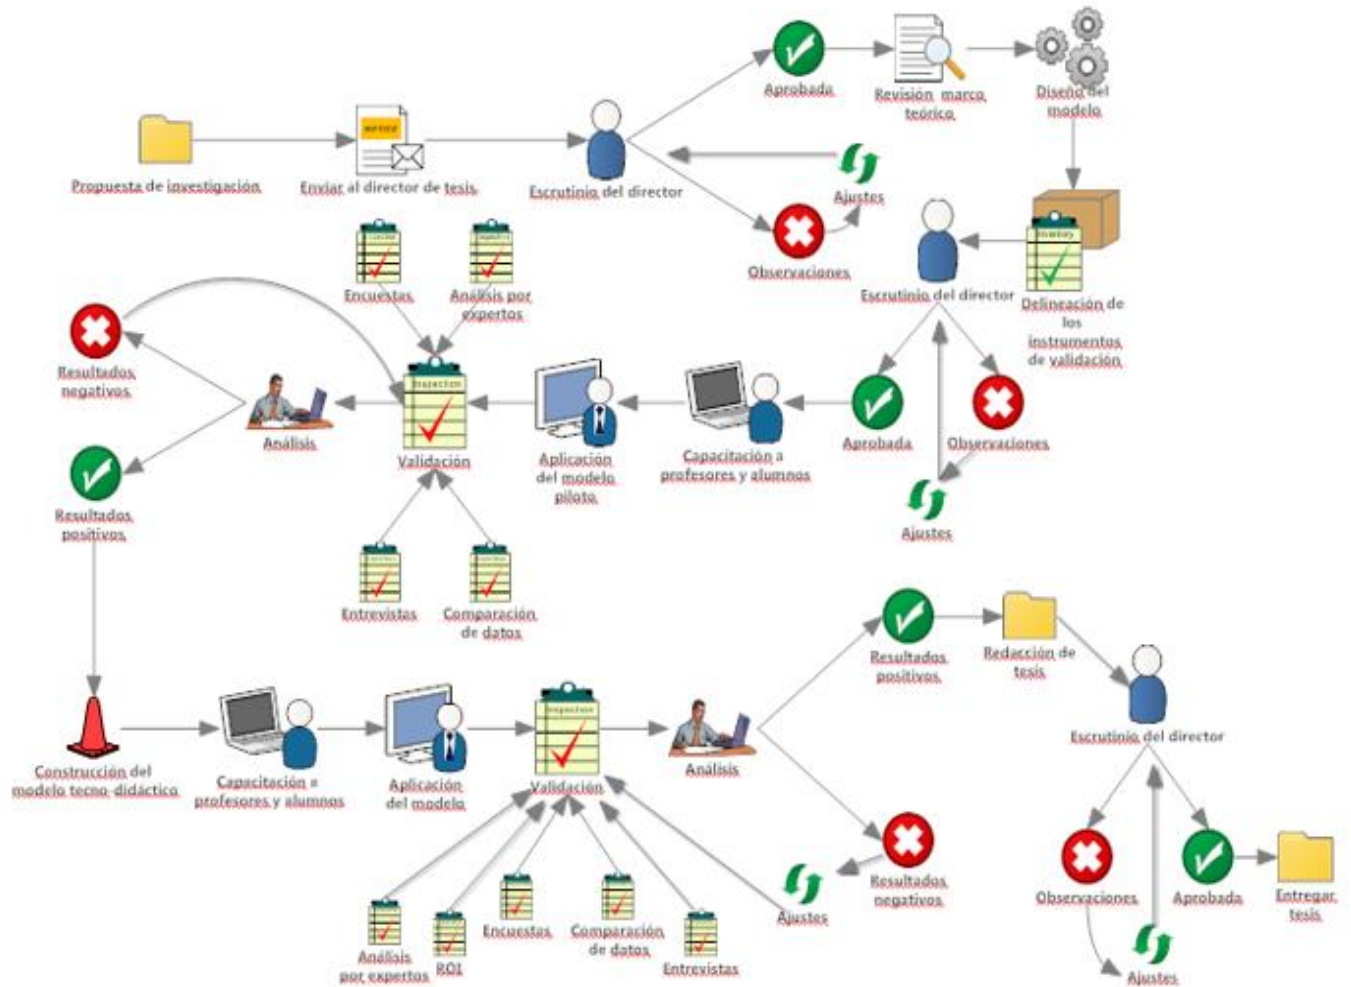 Aprobada
Revisión marco
teórico
Diseño del
modelo
Propuesta de investigación
Enviar al director de tesis
Escrutinio del director
Ajustes
Observaciones
Encuestas
Análisis por
expertos
Escrutinio del director
Delineación de
los
instrumentos
de validación
Resultados
negativos
Análisis
Validación
Aplicación
del modelo
piloto
Capacitación a
profesores y alumnos
Aprobada
Observaciones
Ajustes
Resultados
positivos
Entrevistas
Comparación
de datos
Resultados
positivos
Redacción de
tesis
Escrutinio del director
Construcción del
modelo tecno-didáctico
Capacitación a
profesores y alumnos
Aplicación
del modelo
Validación
Análisis
Resultados
negativos
Ajustes
Análisis
por expertos
ROI
Encuestas
Comparación
de datos
Entrevistas
Observaciones
Aprobada
Entregar
tesis
Ajustes